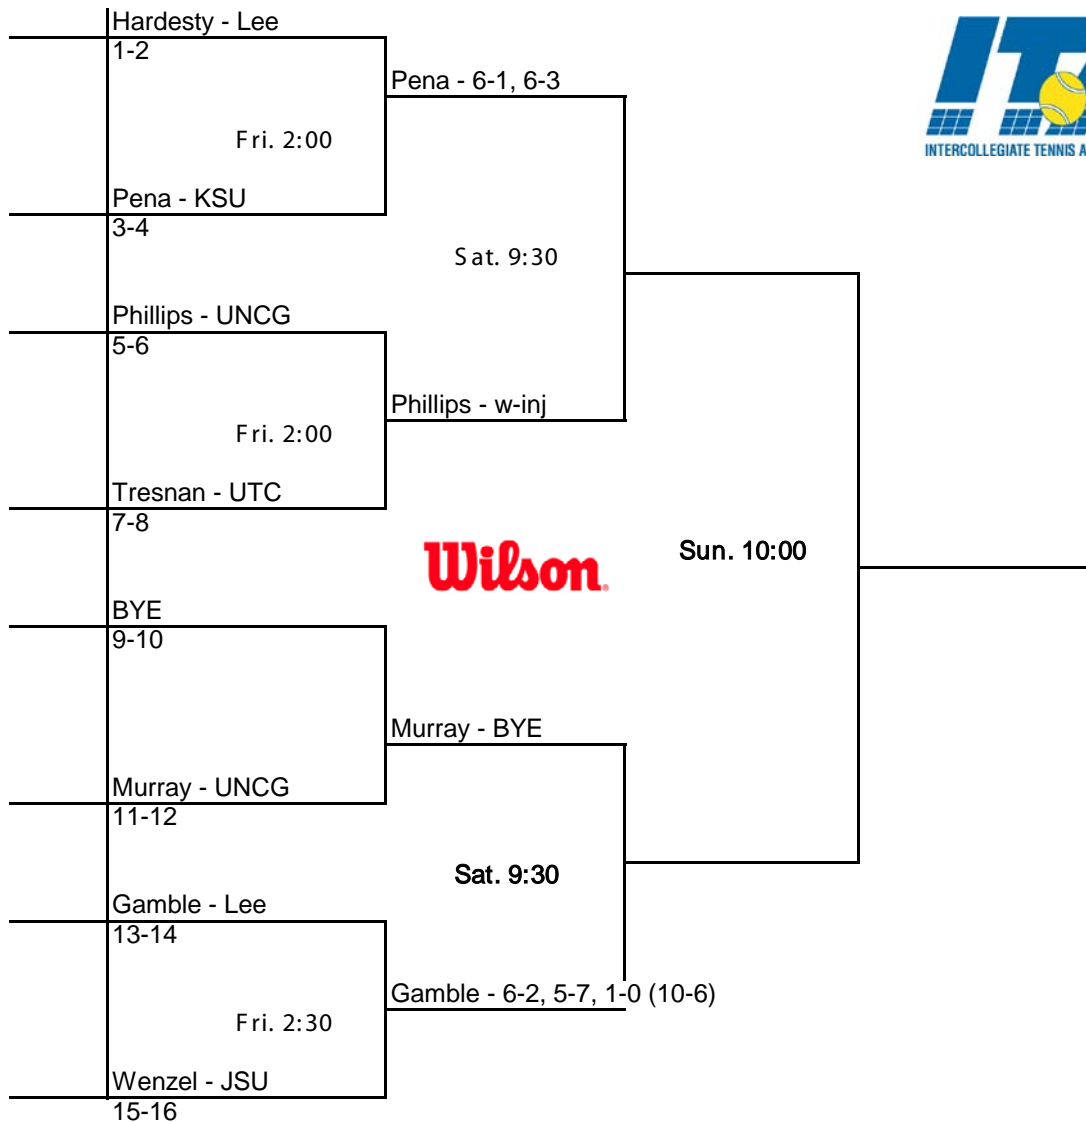 Hardesty - Lee
1-2
Pena - 6-1, 6-3
Fri. 2:00
INTERCOLLEGIATE TENNIS A
ITA
Pena - KSU
3-4
Sat. 9:30
Phillips - UNCG
5-6
Phillips - w-inj
Fri. 2:00
Tresnan - UTC
7-8
Wilson
Sun. 10:00
BYE
9-10
Murray - BYE
Murray - UNCG
11-12
Sat. 9:30
Gamble - Lee
13-14
Gamble - 6-2, 5-7, 1-0 (10-6)
Fri. 2:30
Wenzel - JSU
15-16